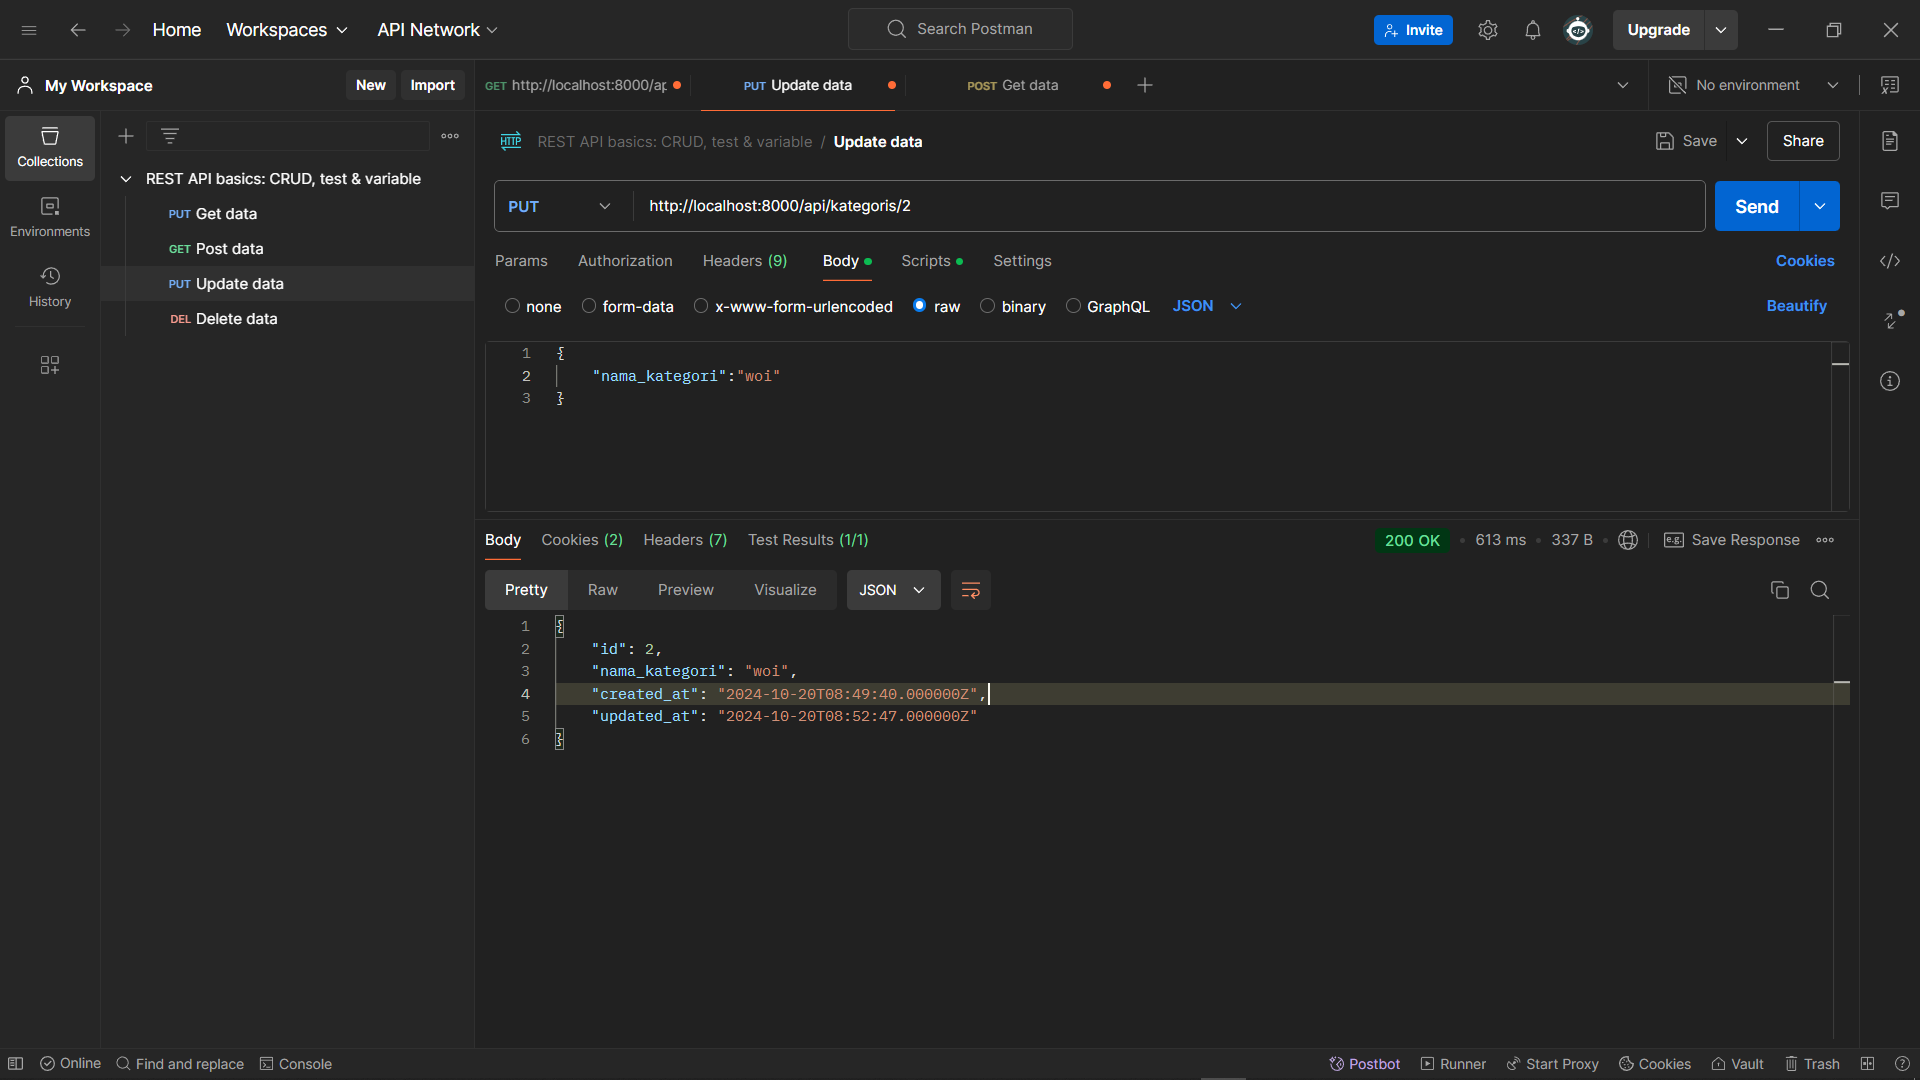 Home Workspaces API Network Search Postman Invite Upgrade
My Workspace New Import GET http://localhost:8000/ap PUT Update data POST Get data No environment
Collections
Environments
History
REST API basics: CRUD, test & variable
PUT Get data
GET Post data
PUT Update data
DEL Delete data
HTTP REST API basics: CRUD, test & variable / Update data Save Share
PUT http://localhost:8000/api/kategoris/2 Send
Params Authorization Headers (9) Body Scripts Settings Cookies
none form-data x-www-form-urlencoded raw binary GraphQL JSON Beautify
1 {
2 "nama_kategori":"woi"
3 }
Body Cookies (2) Headers (7) Test Results (1/1) 200 OK 613 ms 337 B e.g. Save Response
Pretty Raw Preview Visualize JSON
1 {
2 "id": 2,
3 "nama_kategori": "woi",
4 "created_at": "2024-10-20T08:49:40.000000Z",
5 "updated_at": "2024-10-20T08:52:47.000000Z"
6 }
Online Find and replace Console Postbot Runner Start Proxy Cookies Vault Trash